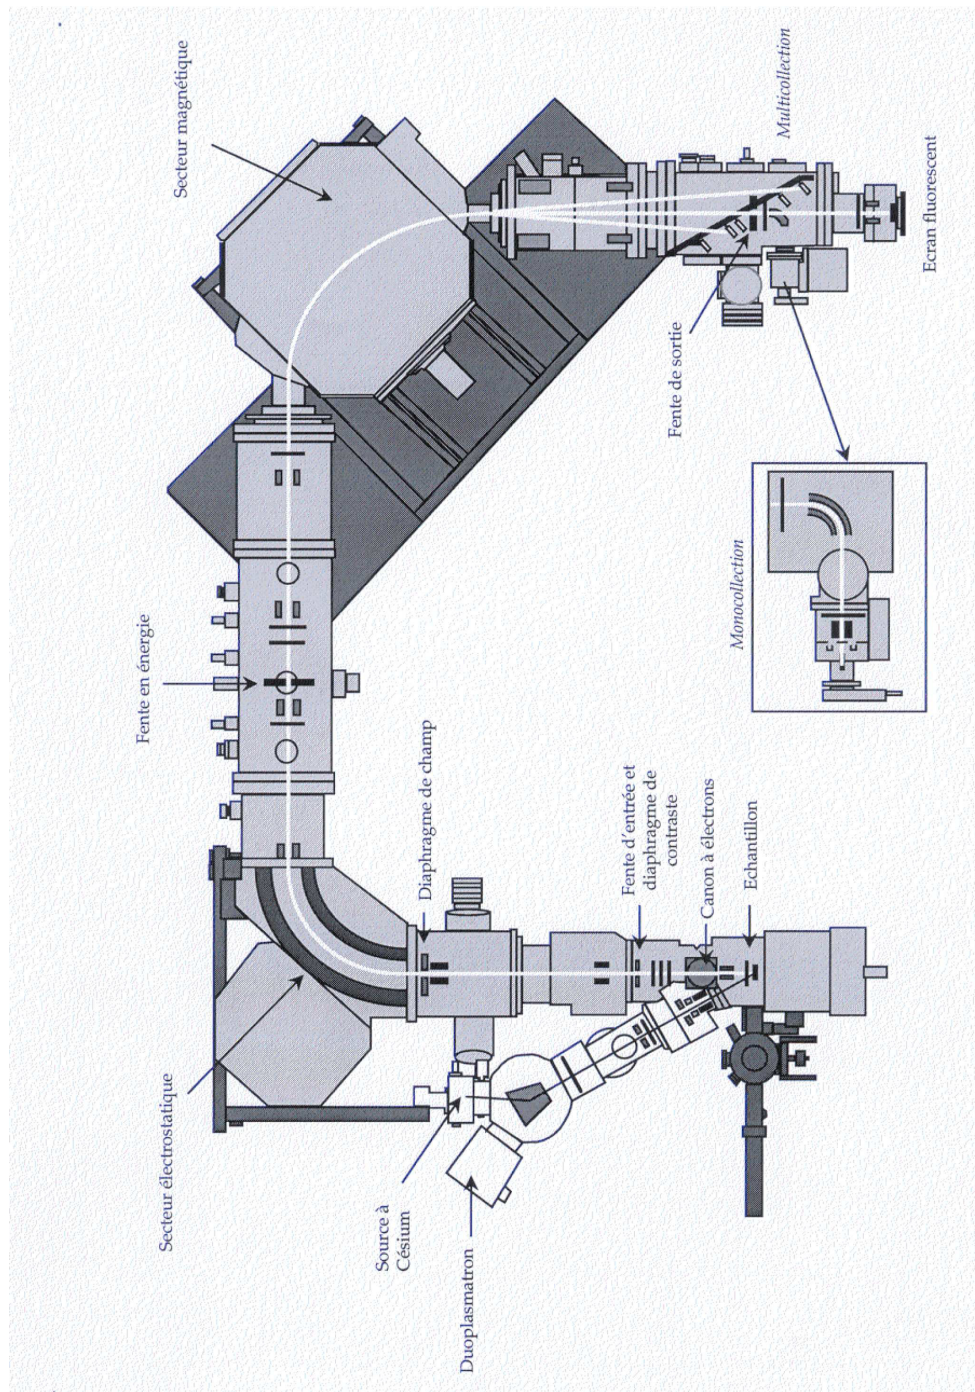 Secteur magnétique
Multicollection
Ecran fluorescent
Fente de sortie
Monocollection
Fente en énergie
Diaphragme de champ
Fente d'entrée et
diaphragme de
contraste
Canon à électrons
Echantillon
Secteur électrostatique
Source à
Césium
Duoplasmatron